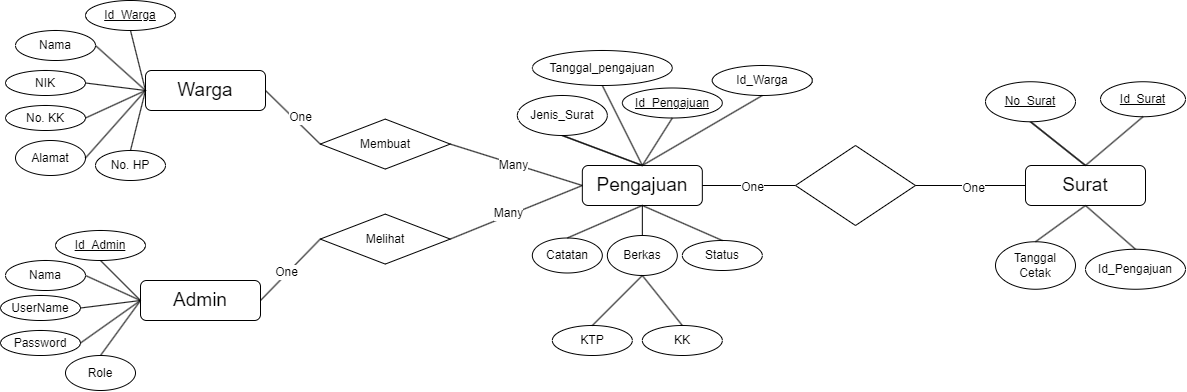 Id_Warga
Nama
NIK
No. KK
Alamat
No. HP
Warga
One
Membuat
Many
Tanggal_pengajuan
Id_Warga
Id_Pengajuan
Jenis_Surat
Pengajuan
One
One
No_Surat
Id_Surat
Surat
Id_Admin
Nama
UserName
Password
Role
Admin
One
Melihat
Many
Catatan
Berkas
Status
KTP
KK
Tanggal
Cetak
Id_Pengajuan